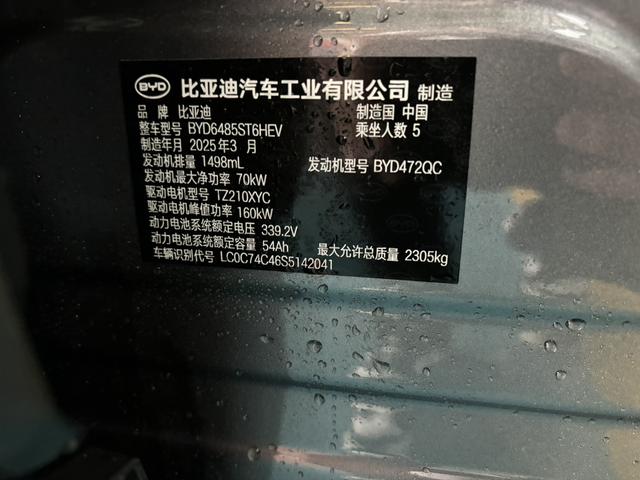 BYD 比亚迪汽车工业有限公司 制造
品 牌 比亚迪 制造国 中国
整车型号 BYD6485ST6HEV 乘坐人数 5
制造年月 2025年3 月
发动机排量 1498mL 发动机型号 BYD472QC
发动机最大净功率 70kW
驱动电机型号 TZ210XYC
驱动电机峰值功率 160kW
动力电池系统额定电压 339.2V
动力电池系统额定容量 54Ah 最大允许总质量 2305kg
车辆识别代号 LC0C74C46S5142041